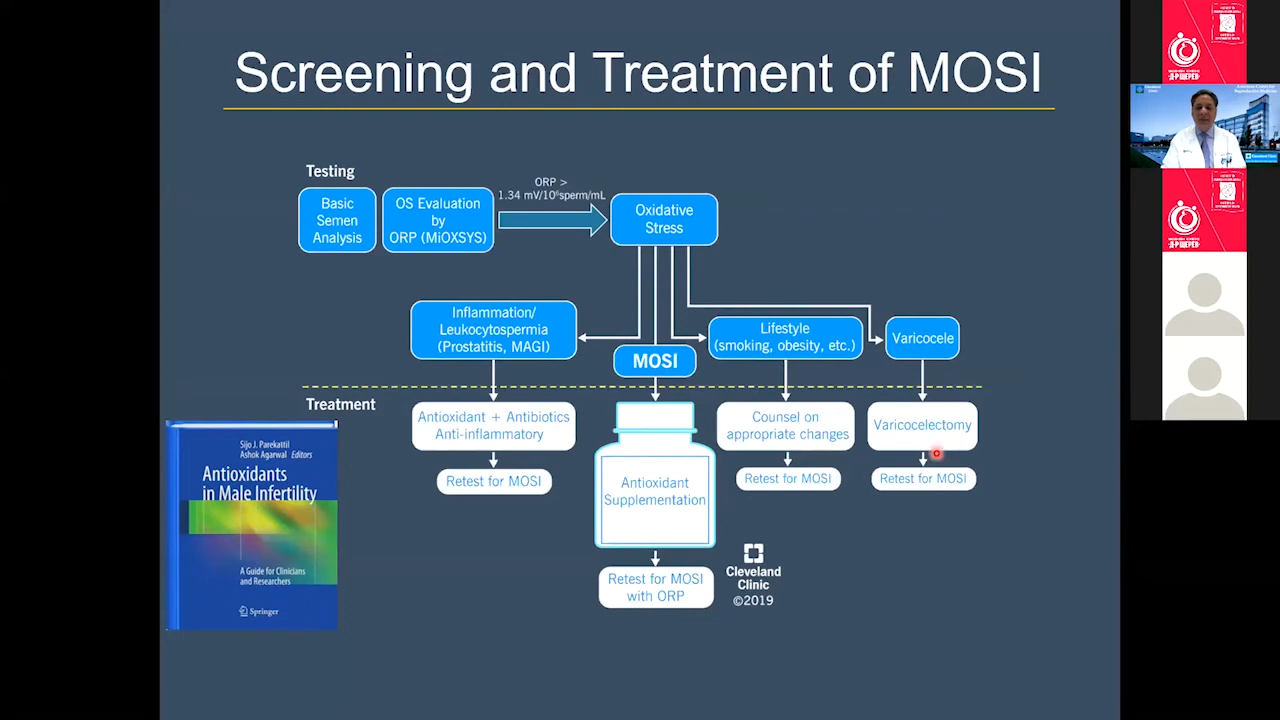 Screening and Treatment of MOSI
Testing
Basic
Semen
Analysis
OS Evaluation
by
ORP (MiOXSYS)
ORP >
1.34 mV/10⁶sperm/mL
Oxidative
Stress
Inflammation/
Leukocytospermia
(Prostatitis, MAGI)
MOSI
Lifestyle
(smoking, obesity, etc.)
Varicocele
Treatment
Antioxidant + Antibiotics
Anti-inflammatory
Retest for MOSI
Antioxidant
Supplementation
Retest for MOSI
with ORP
Counsel on
appropriate changes
Retest for MOSI
Varicocelectomy
Retest for MOSI
Cleveland
Clinic
©2019
Sijo J. Parekattil
Ashok Agarwal Editors
Antioxidants
in Male Infertility
A Guide for Clinicians
and Researchers
Springer
Д-Р ЩЕРЕВ
Cleveland Clinic
Д-Р ЩЕРЕВ